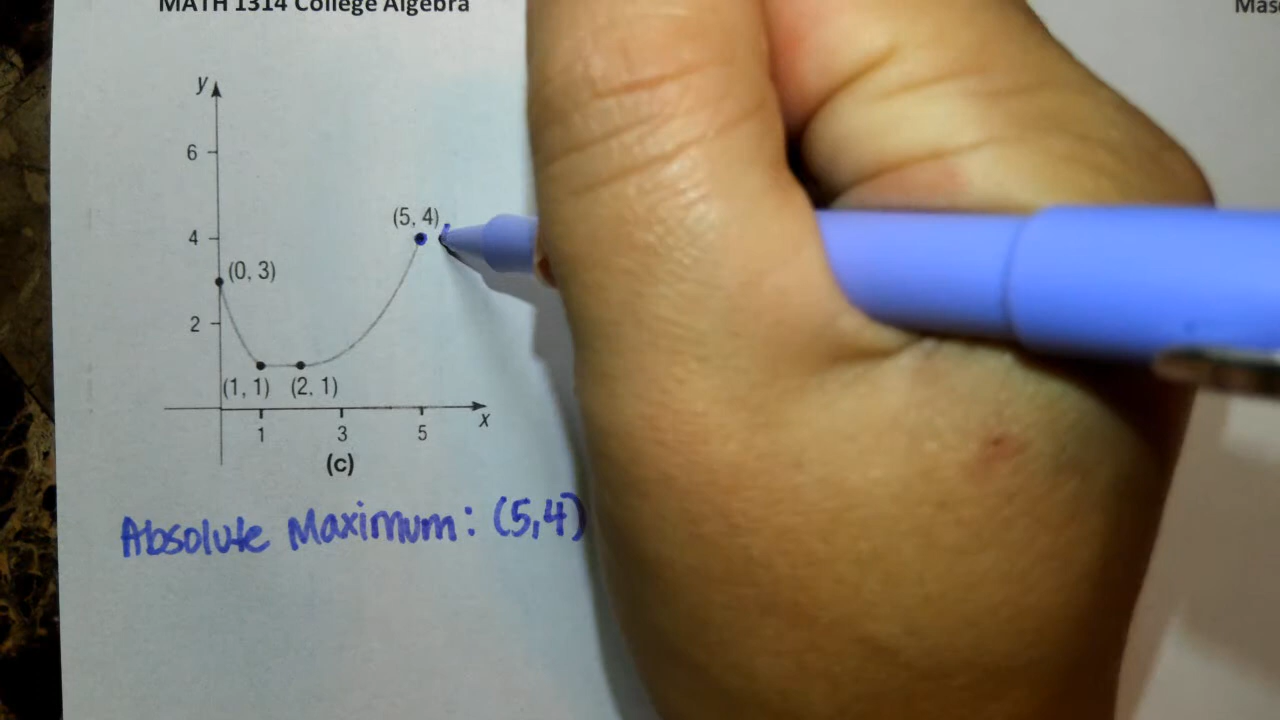 MATH 1314 College Algebra
y
6
(5, 4)
4
(0, 3)
2
(1, 1) (2, 1)
x
1 3 5
(c)
Absolute Maximum: (5,4)